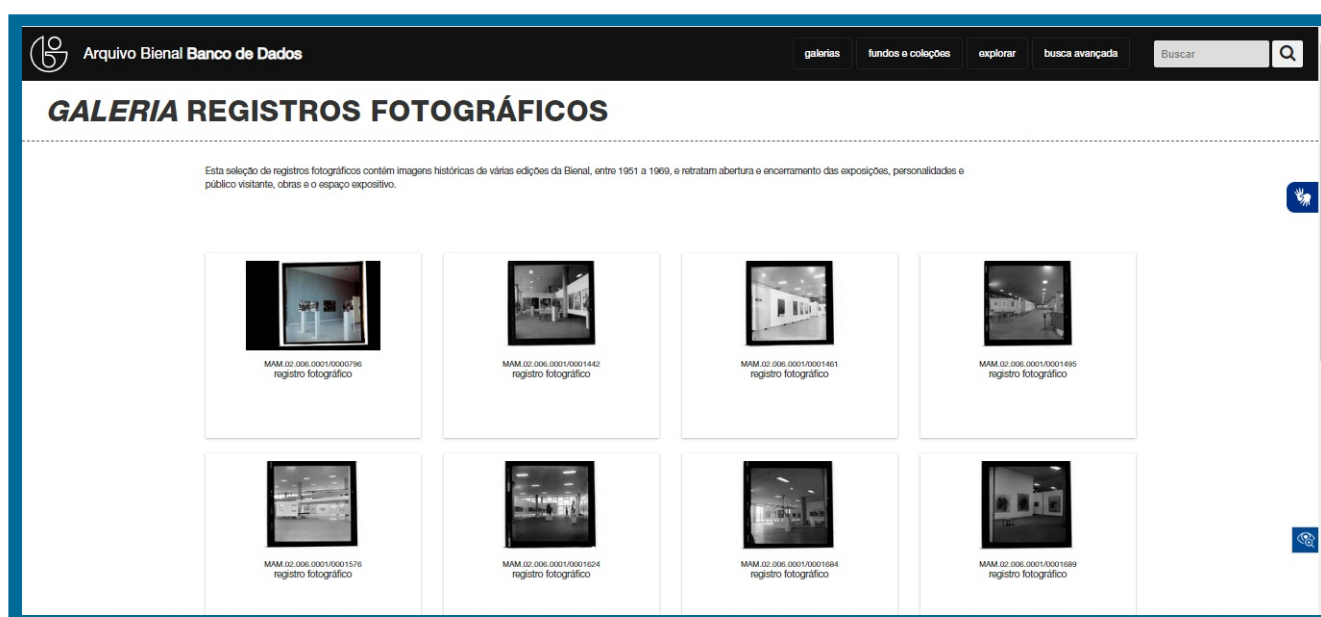 Arquivo Bienal Banco de Dados
galerias fundos e coleções explorar busca avançada Buscar
GALERIA REGISTROS FOTOGRÁFICOS
Esta seleção de registros fotográficos contém imagens históricas de várias edições da Bienal, entre 1951 a 1969, e retratam abertura e encerramento das exposições, personalidades e
público visitante, obras e o espaço expositivo.
MAM.02.006.0001/0000796
registro fotográfico
MAM.02.006.0001/0001442
registro fotográfico
MAM.02.006.0001/0001461
registro fotográfico
MAM.02.006.0001/0001495
registro fotográfico
MAM.02.006.0001/0001576
registro fotográfico
MAM.02.006.0001/0001624
registro fotográfico
MAM.02.006.0001/0001684
registro fotográfico
MAM.02.006.0001/0001689
registro fotográfico